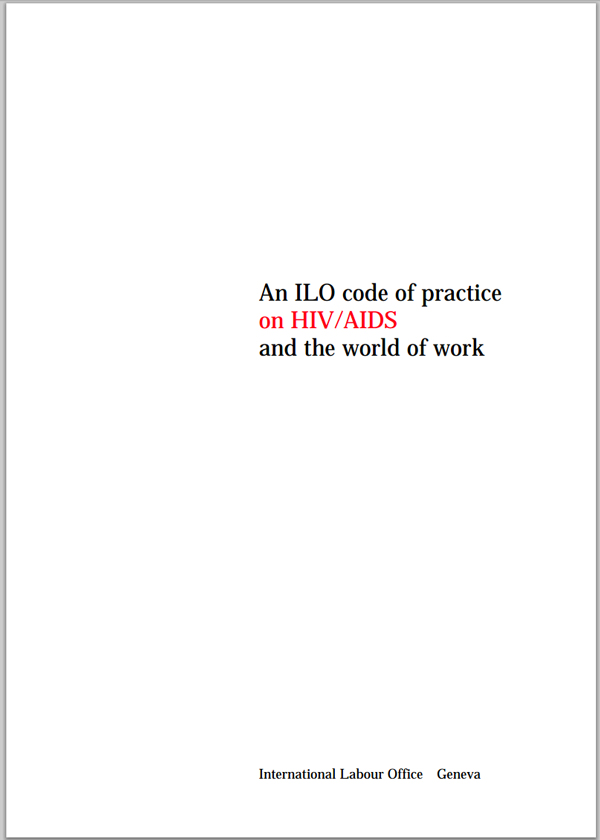 An ILO code of practice
on HIV/AIDS
and the world of work
International Labour Office Geneva